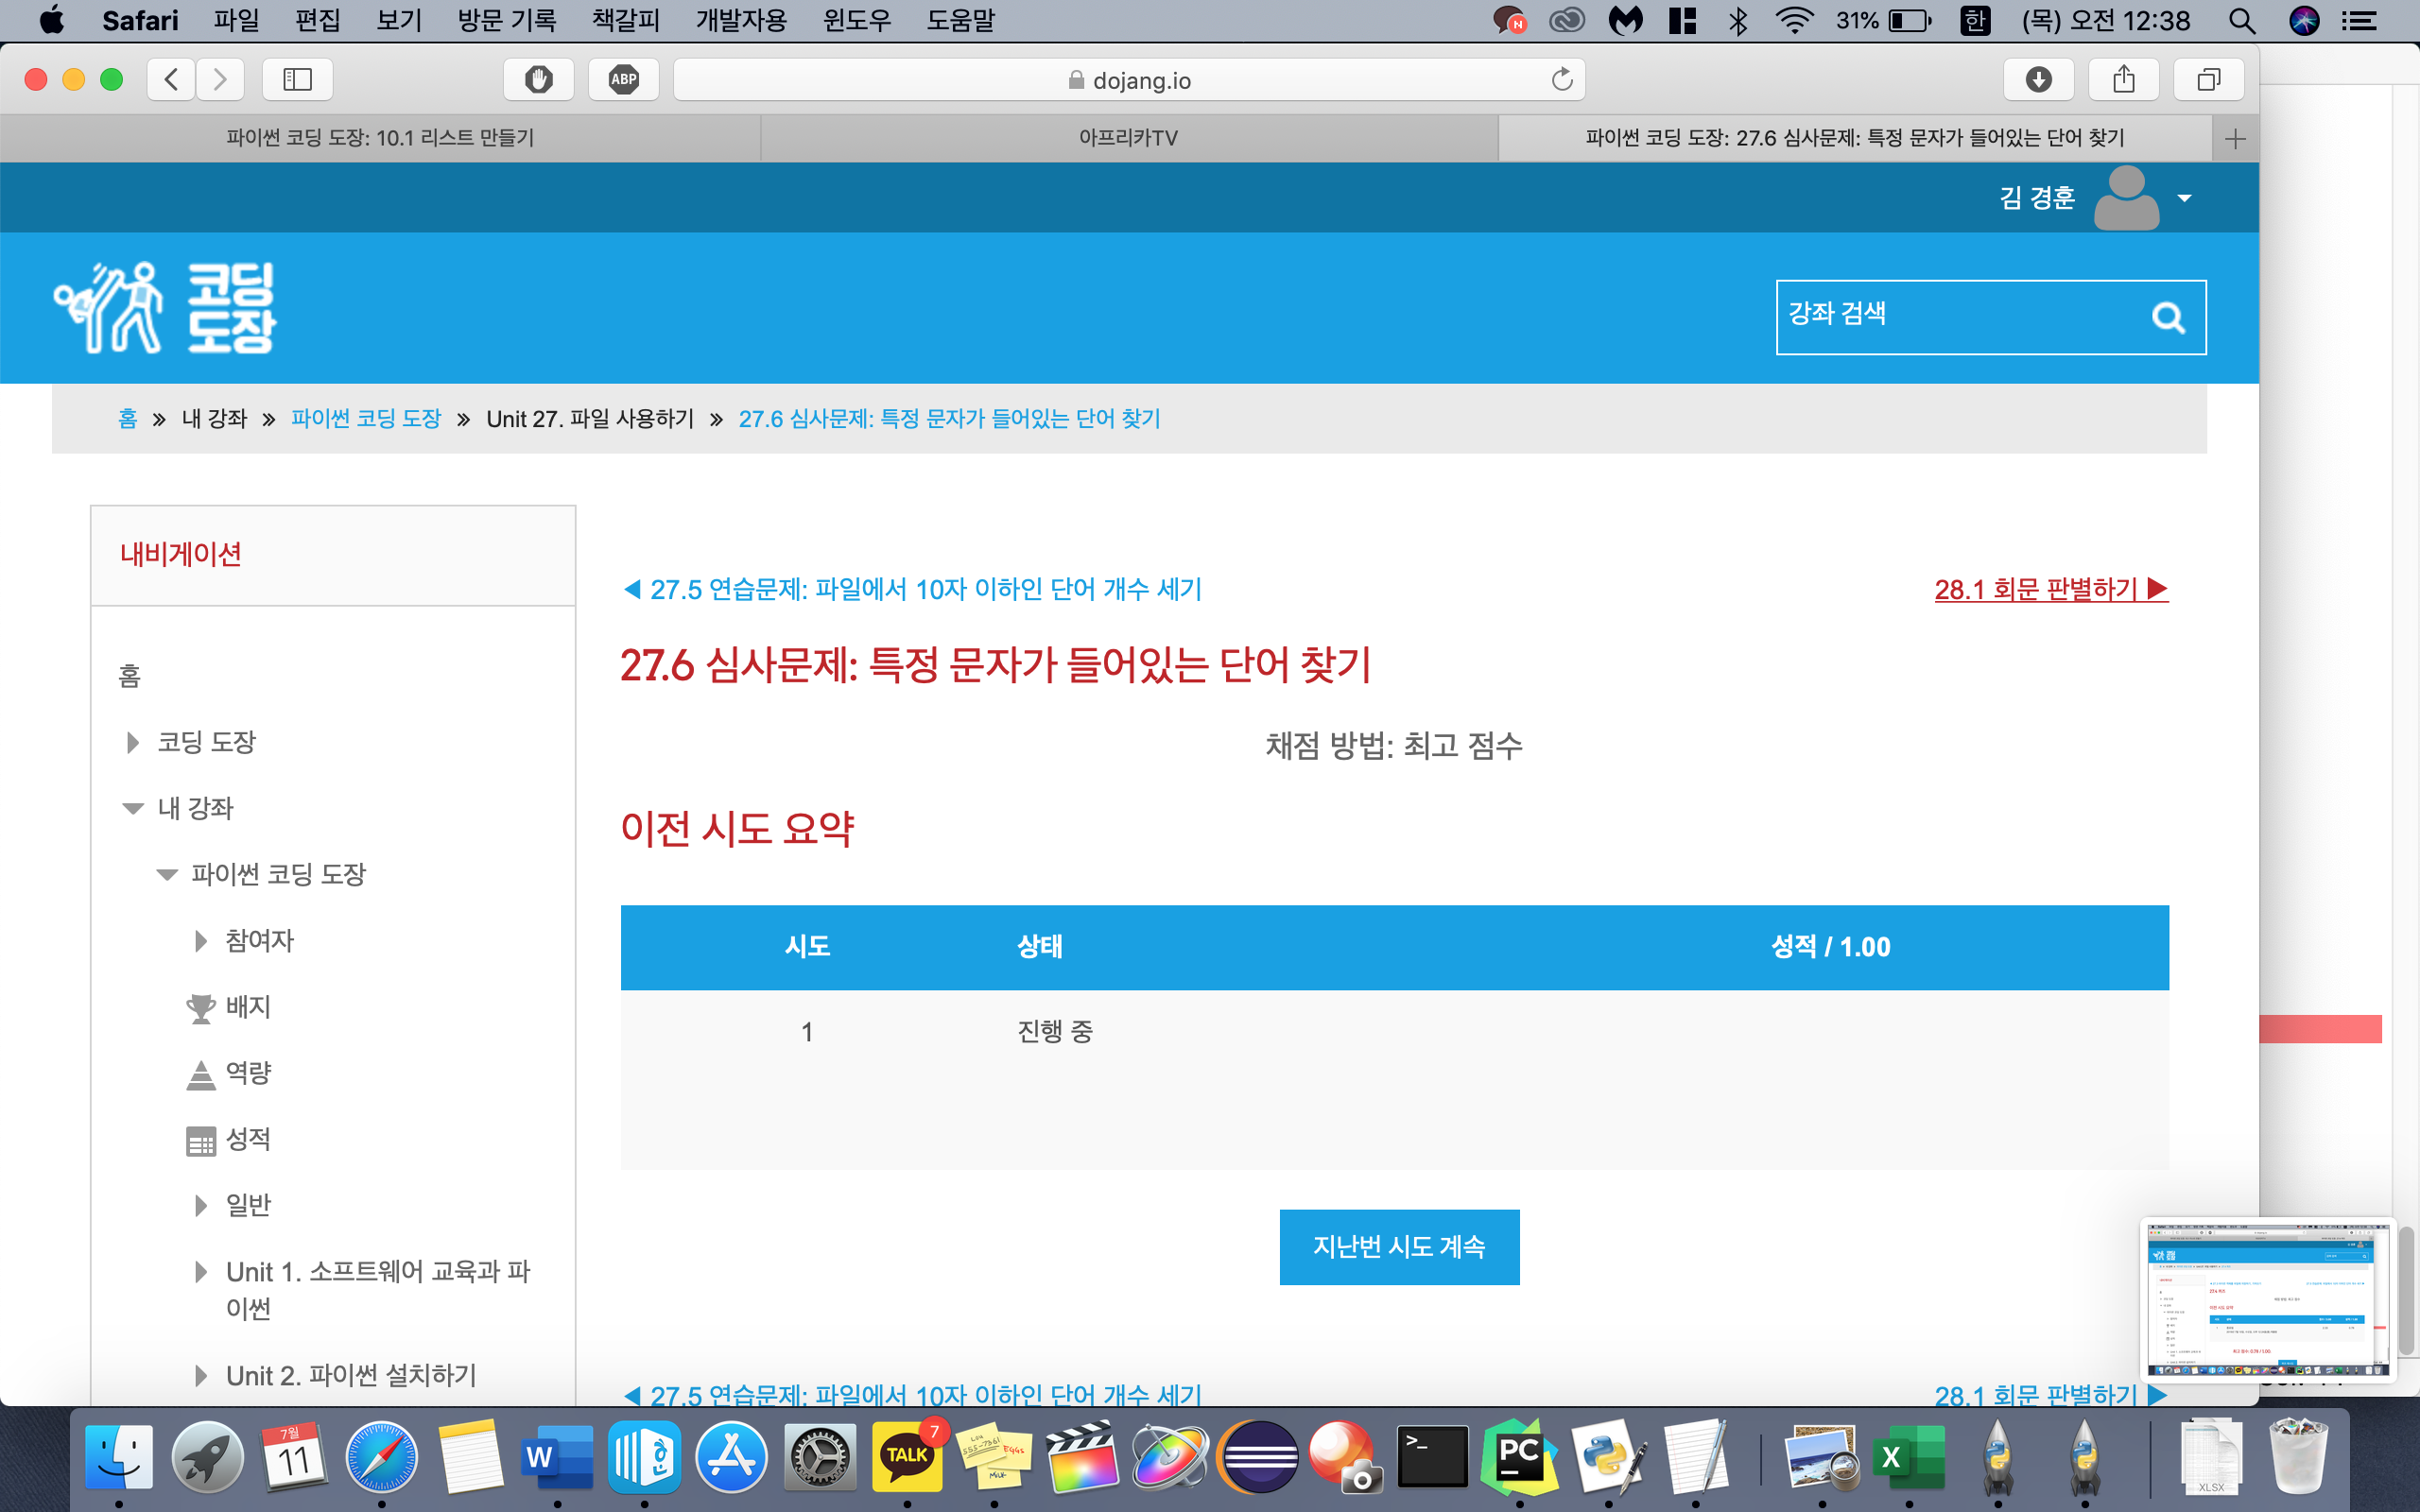 Safari 파일 편집 보기 방문 기록 책갈피 개발자용 윈도우 도움말 N 31% 한 (목) 오전 12:38
ABP dojang.io
파이썬 코딩 도장: 10.1 리스트 만들기 아프리카TV 파이썬 코딩 도장: 27.6 심사문제: 특정 문자가 들어있는 단어 찾기
김 경훈
코딩
도장
강좌 검색
홈 » 내 강좌 » 파이썬 코딩 도장 » Unit 27. 파일 사용하기 » 27.6 심사문제: 특정 문자가 들어있는 단어 찾기
내비게이션
홈
▶ 코딩 도장
▼ 내 강좌
▼ 파이썬 코딩 도장
▶ 참여자
배지
역량
성적
▶ 일반
▶ Unit 1. 소프트웨어 교육과 파
이썬
▶ Unit 2. 파이썬 설치하기
◀ 27.5 연습문제: 파일에서 10자 이하인 단어 개수 세기 28.1 회문 판별하기 ▶
27.6 심사문제: 특정 문자가 들어있는 단어 찾기
채점 방법: 최고 점수
이전 시도 요약
시도 상태 성적 / 1.00
1 진행 중
지난번 시도 계속
◀ 27.5 연습문제: 파일에서 10자 이하인 단어 개수 세기 28.1 회문 판별하기 ▶
7월
11 W TALK 7 >_ PC X XLSX